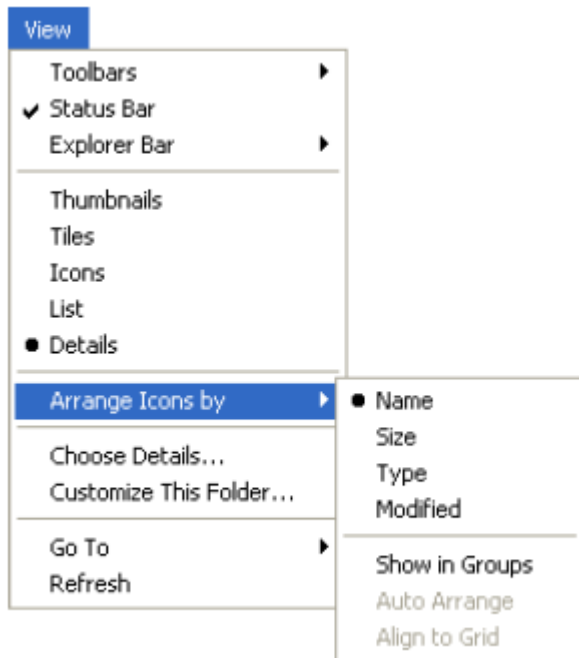 View
Toolbars
Status Bar
Explorer Bar
Thumbnails
Tiles
Icons
List
Details
Arrange Icons by
Name
Size
Type
Modified
Show in Groups
Auto Arrange
Align to Grid
Choose Details...
Customize This Folder...
Go To
Refresh